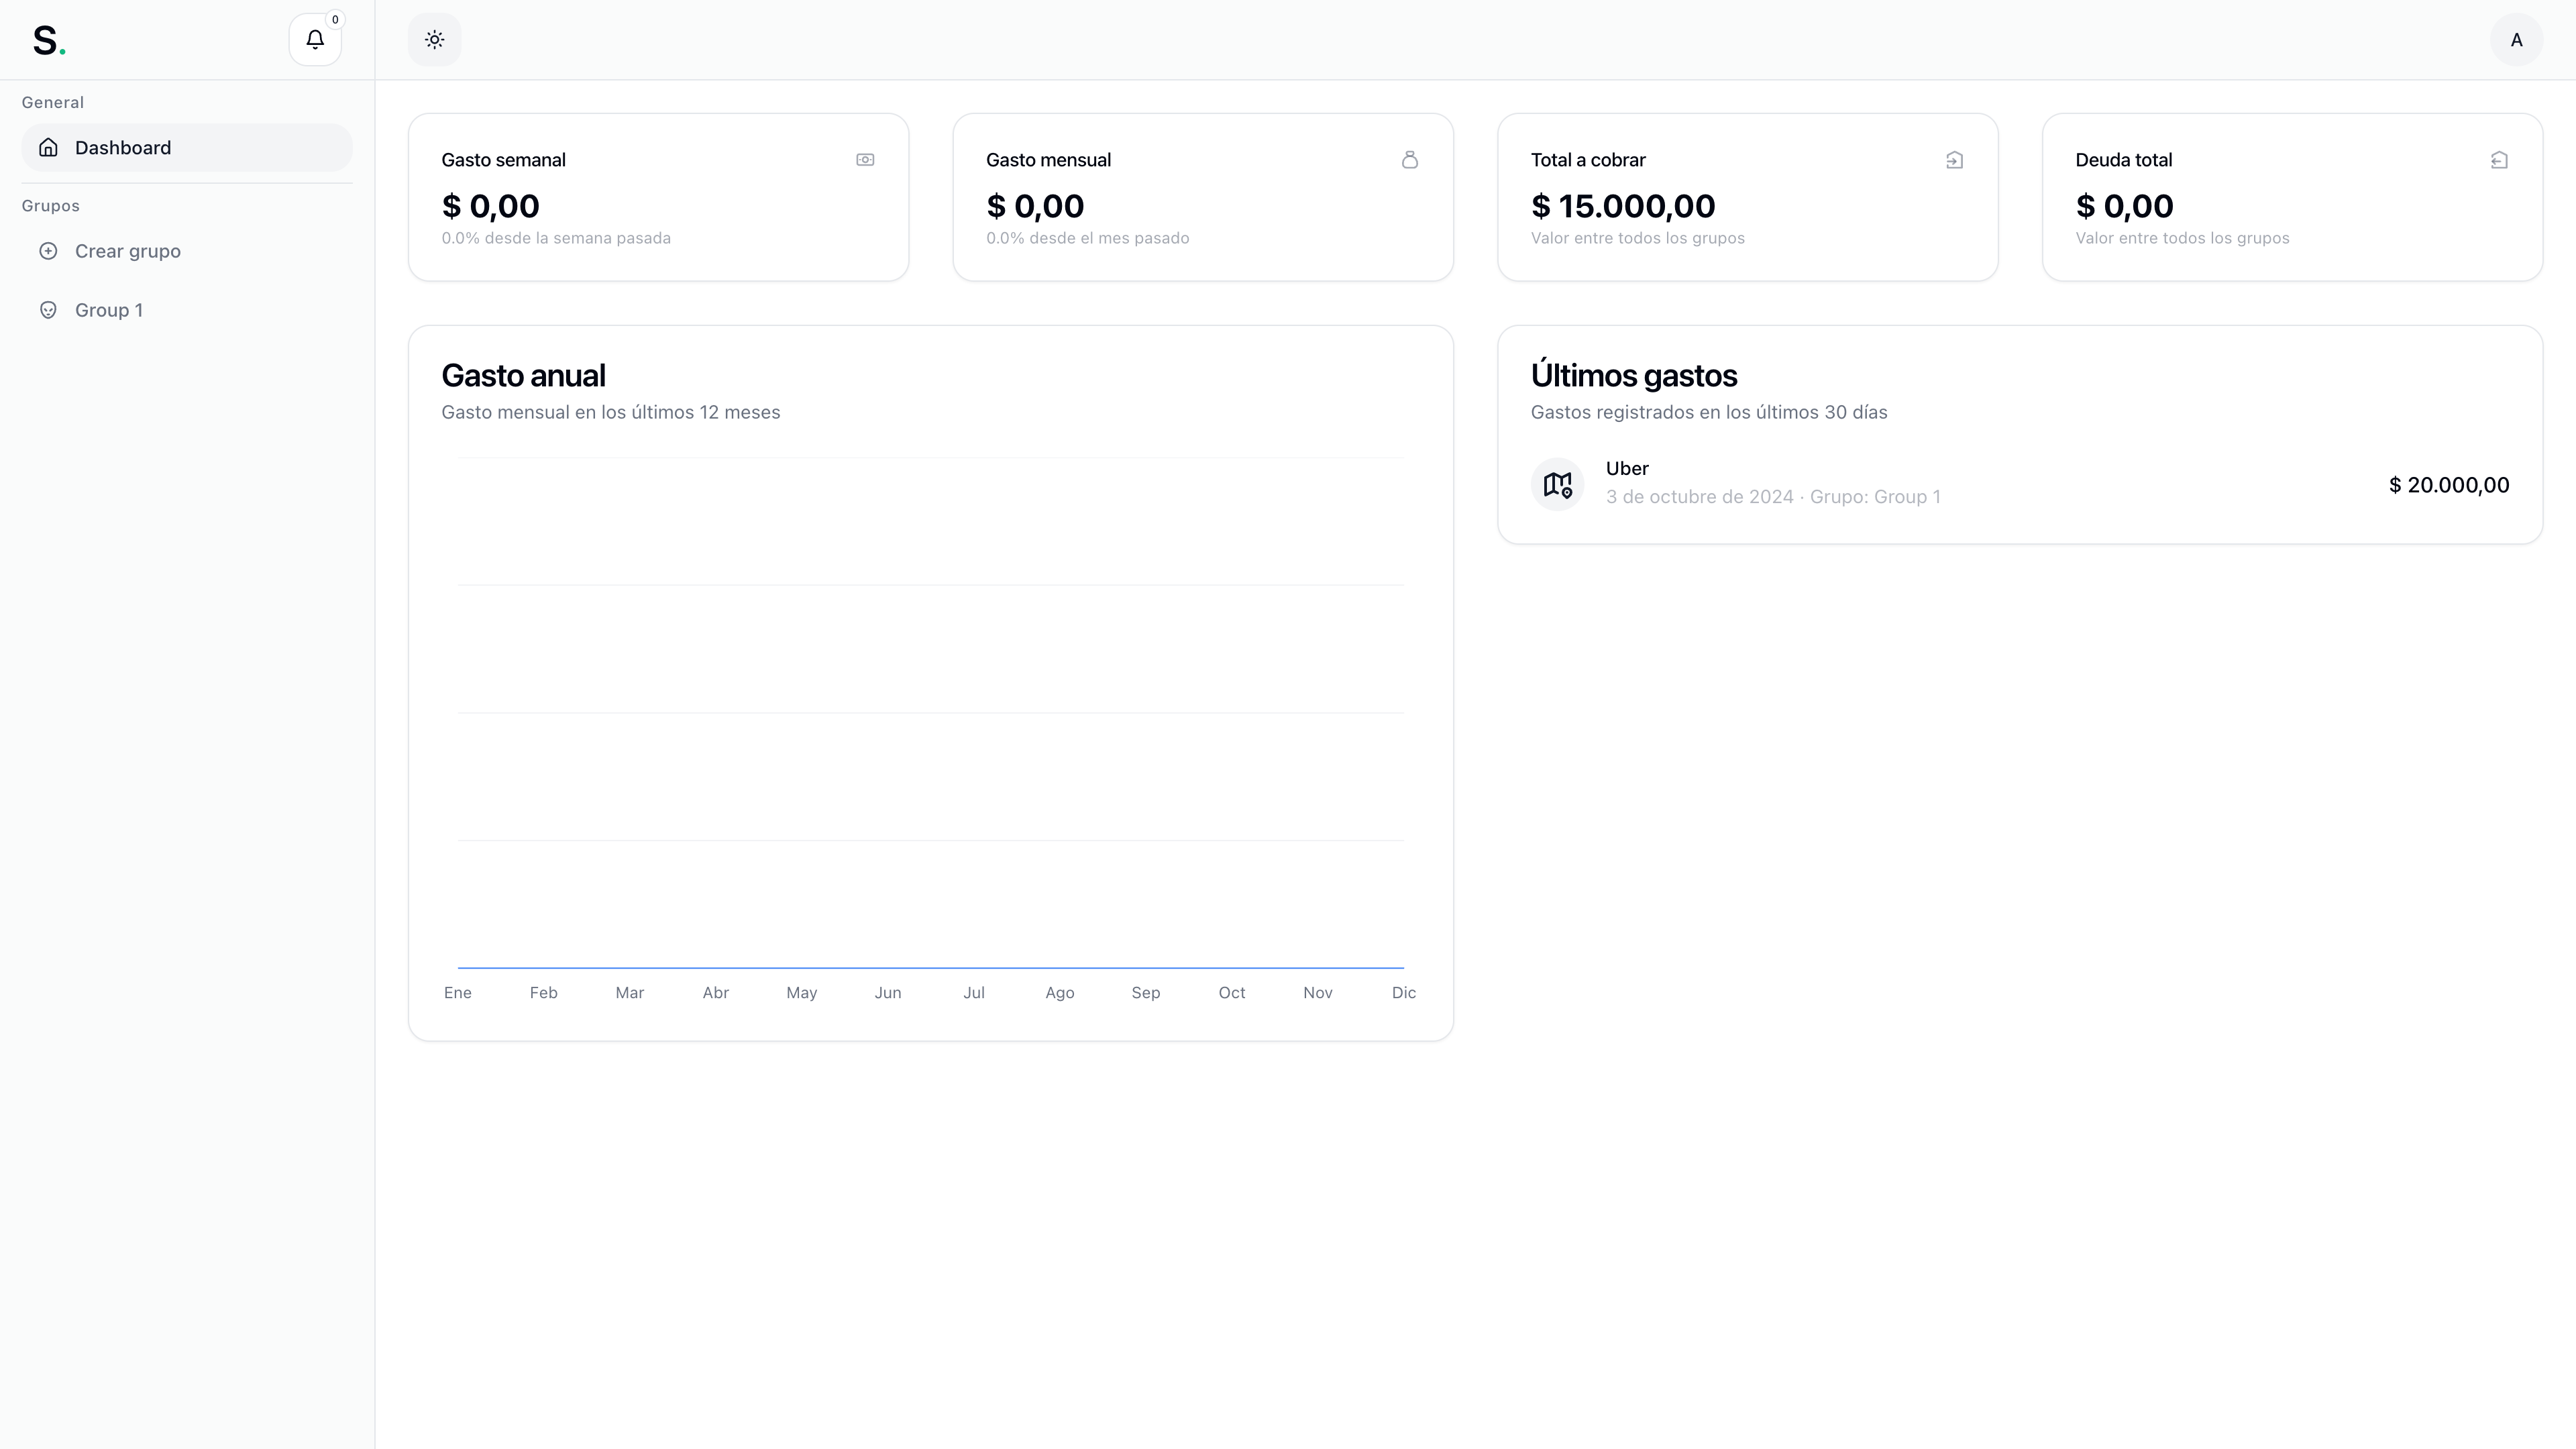 S.
0
A
General
Dashboard
Grupos
Crear grupo
Group 1
Gasto semanal
$ 0,00
0.0% desde la semana pasada
Gasto mensual
$ 0,00
0.0% desde el mes pasado
Total a cobrar
$ 15.000,00
Valor entre todos los grupos
Deuda total
$ 0,00
Valor entre todos los grupos
Gasto anual
Gasto mensual en los últimos 12 meses
Ene Feb Mar Abr May Jun Jul Ago Sep Oct Nov Dic
Últimos gastos
Gastos registrados en los últimos 30 días
Uber
3 de octubre de 2024 · Grupo: Group 1
$ 20.000,00